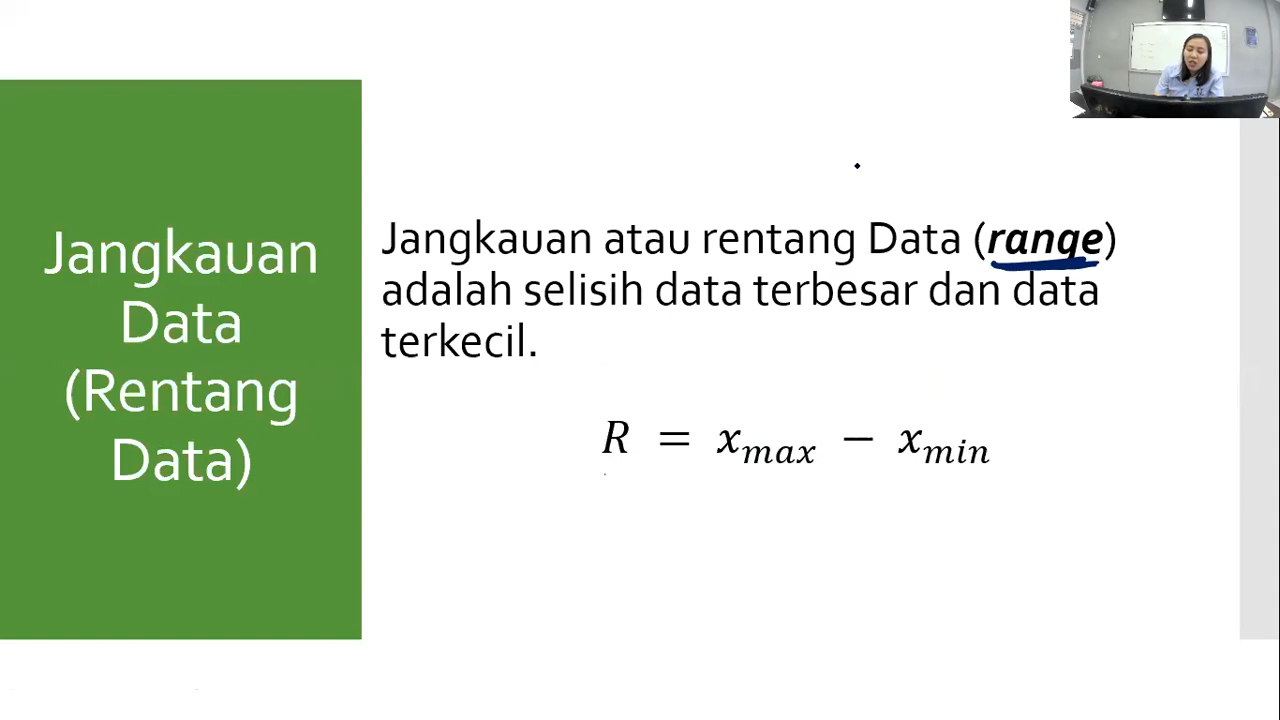 Jangkauan
Data
(Rentang
Data)
Jangkauan atau rentang Data (range)
adalah selisih data terbesar dan data
terkecil.
R = x_max − x_min